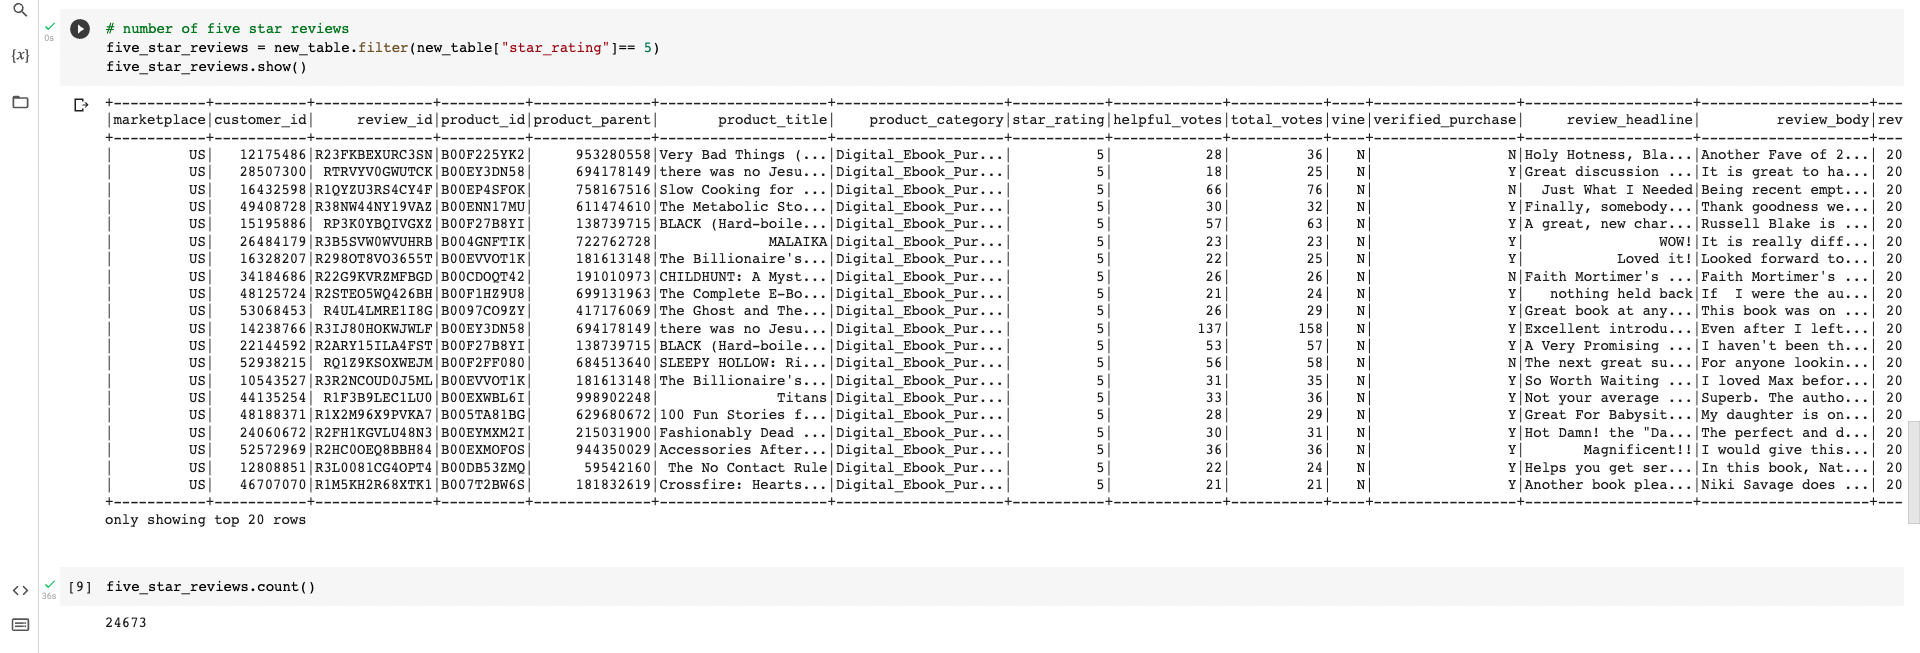 # number of five star reviews
0s
five_star_reviews = new_table.filter(new_table["star_rating"]== 5)
{x}
five_star_reviews.show()
+-----------+-----------+--------------+----------+--------------+--------------------+--------------------+-----------+-------------+-----------+----+-----------------+--------------------+--------------------+---
|marketplace|customer_id|     review_id|product_id|product_parent|       product_title|    product_category|star_rating|helpful_votes|total_votes|vine|verified_purchase|     review_headline|         review_body|rev
+-----------+-----------+--------------+----------+--------------+--------------------+--------------------+-----------+-------------+-----------+----+-----------------+--------------------+--------------------+---
|         US|   12175486|R23FKBEXURC3SN|B00F225YK2|     953280558|Very Bad Things (...|Digital_Ebook_Pur...|          5|           28|         36|   N|                N|Holy Hotness, Bla...|Another Fave of 2...| 20
|         US|   28507300| RTRVYV0GWUTCK|B00EY3DN58|     694178149|there was no Jesu...|Digital_Ebook_Pur...|          5|           18|         25|   N|                Y|Great discussion ...|It is great to ha...| 20
|         US|   16432598|R1QYZU3RS4CY4F|B00EP4SFOK|     758167516|Slow Cooking for ...|Digital_Ebook_Pur...|          5|           66|         76|   N|                N|  Just What I Needed|Being recent empt...| 20
|         US|   49408728|R38NW44NY19VAZ|B00ENN17MU|     611474610|The Metabolic Sto...|Digital_Ebook_Pur...|          5|           30|         32|   N|                Y|Finally, somebody...|Thank goodness we...| 20
|         US|   15195886| RP3K0YBQIVGXZ|B00F27B8YI|     138739715|BLACK (Hard-boile...|Digital_Ebook_Pur...|          5|           57|         63|   N|                Y|A great, new char...|Russell Blake is ...| 20
|         US|   26484179|R3B5SVW0WVUHRB|B004GNFTIK|     722762728|             MALAIKA|Digital_Ebook_Pur...|          5|           23|         23|   N|                Y|                WOW!|It is really diff...| 20
|         US|   16328207|R298OT8VO3655T|B00EVVOT1K|     181613148|The Billionaire's...|Digital_Ebook_Pur...|          5|           22|         25|   N|                Y|           Loved it!|Looked forward to...| 20
|         US|   34184686|R22G9KVRZMFBGD|B00CDOQT42|     191010973|CHILDHUNT: A Myst...|Digital_Ebook_Pur...|          5|           26|         26|   N|                N|Faith Mortimer's ...|Faith Mortimer's ...| 20
|         US|   48125724|R2STEO5WQ426BH|B00F1HZ9U8|     699131963|The Complete E-Bo...|Digital_Ebook_Pur...|          5|           21|         24|   N|                Y|   nothing held back|If  I were the au...| 20
|         US|   53068453| R4UL4LMRE1I8G|B0097CO9ZY|     417176069|The Ghost and The...|Digital_Ebook_Pur...|          5|           26|         29|   N|                Y|Great book at any...|This book was on ...| 20
|         US|   14238766|R3IJ80HOKWJWLF|B00EY3DN58|     694178149|there was no Jesu...|Digital_Ebook_Pur...|          5|          137|        158|   N|                Y|Excellent introdu...|Even after I left...| 20
|         US|   22144592|R2ARY15ILA4FST|B00F27B8YI|     138739715|BLACK (Hard-boile...|Digital_Ebook_Pur...|          5|           53|         57|   N|                Y|A Very Promising ...|I haven't been th...| 20
|         US|   52938215| RQ1Z9KSOXWEJM|B00F2FF080|     684513640|SLEEPY HOLLOW: Ri...|Digital_Ebook_Pur...|          5|           56|         58|   N|                N|The next great su...|For anyone lookin...| 20
|         US|   10543527|R3R2NCOUD0J5ML|B00EVVOT1K|     181613148|The Billionaire's...|Digital_Ebook_Pur...|          5|           31|         35|   N|                Y|So Worth Waiting ...|I loved Max befor...| 20
|         US|   44135254| R1F3B9LEC1LU0|B00EXWBL6I|     998902248|              Titans|Digital_Ebook_Pur...|          5|           33|         36|   N|                Y|Not your average ...|Superb. The autho...| 20
|         US|   48188371|R1X2M96X9PVKA7|B005TA81BG|     629680672|100 Fun Stories f...|Digital_Ebook_Pur...|          5|           28|         29|   N|                Y|Great For Babysit...|My daughter is on...| 20
|         US|   24060672|R2FH1KGVLU48N3|B00EYMXM2I|     215031900|Fashionably Dead ...|Digital_Ebook_Pur...|          5|           30|         31|   N|                Y|Hot Damn! the "Da...|The perfect and d...| 20
|         US|   52572969|R2HC0OEQ8BBH84|B00EXMOFOS|     944350029|Accessories After...|Digital_Ebook_Pur...|          5|           36|         36|   N|                Y|       Magnificent!!|I would give this...| 20
|         US|   12808851|R3L0081CG4OPT4|B00DB53ZMQ|      59542160| The No Contact Rule|Digital_Ebook_Pur...|          5|           22|         24|   N|                Y|Helps you get ser...|In this book, Nat...| 20
|         US|   46707070|R1M5KH2R68XTK1|B007T2BW6S|     181832619|Crossfire: Hearts...|Digital_Ebook_Pur...|          5|           21|         21|   N|                Y|Another book plea...|Niki Savage does ...| 20
+-----------+-----------+--------------+----------+--------------+--------------------+--------------------+-----------+-------------+-----------+----+-----------------+--------------------+--------------------+---
only showing top 20 rows
[9] five_star_reviews.count()
36s
24673